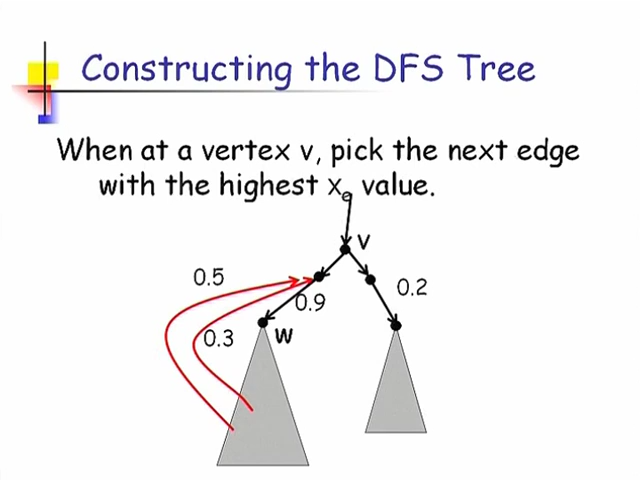 Constructing the DFS Tree
When at a vertex v, pick the next edge
with the highest xe value.
v
0.5
0.2
0.9
0.3
w